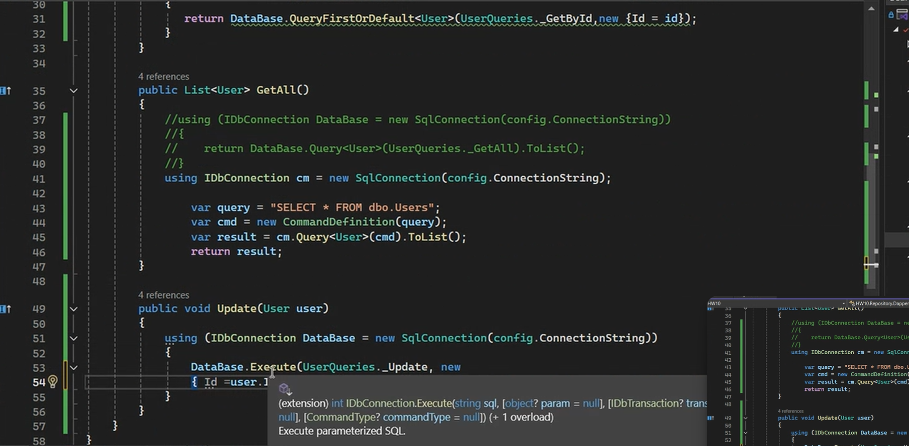 30 {
31 return DataBase.QueryFirstOrDefault<User>(UserQueries._GetById,new {Id = id});
32 }
33 }
34
4 references
35 public List<User> GetAll()
36 {
37 //using (IDbConnection DataBase = new SqlConnection(config.ConnectionString))
38 //{
39 // return DataBase.Query<User>(UserQueries._GetAll).ToList();
40 //}
41 using IDbConnection cm = new SqlConnection(config.ConnectionString);
42
43 var query = "SELECT * FROM dbo.Users";
44 var cmd = new CommandDefinition(query);
45 var result = cm.Query<User>(cmd).ToList();
46 return result;
47 }
48
4 references
49 public void Update(User user)
50 {
51 using (IDbConnection DataBase = new SqlConnection(config.ConnectionString))
52 {
53 DataBase.Execute(UserQueries._Update, new
54 { Id =user.I
(extension) int IDbConnection.Execute(string sql, [object? param = null], [IDbTransaction? trans
null], [CommandType? commandType = null]) (+ 1 overload)
Execute parameterized SQL.
55 }
56 }
57 }
58 }